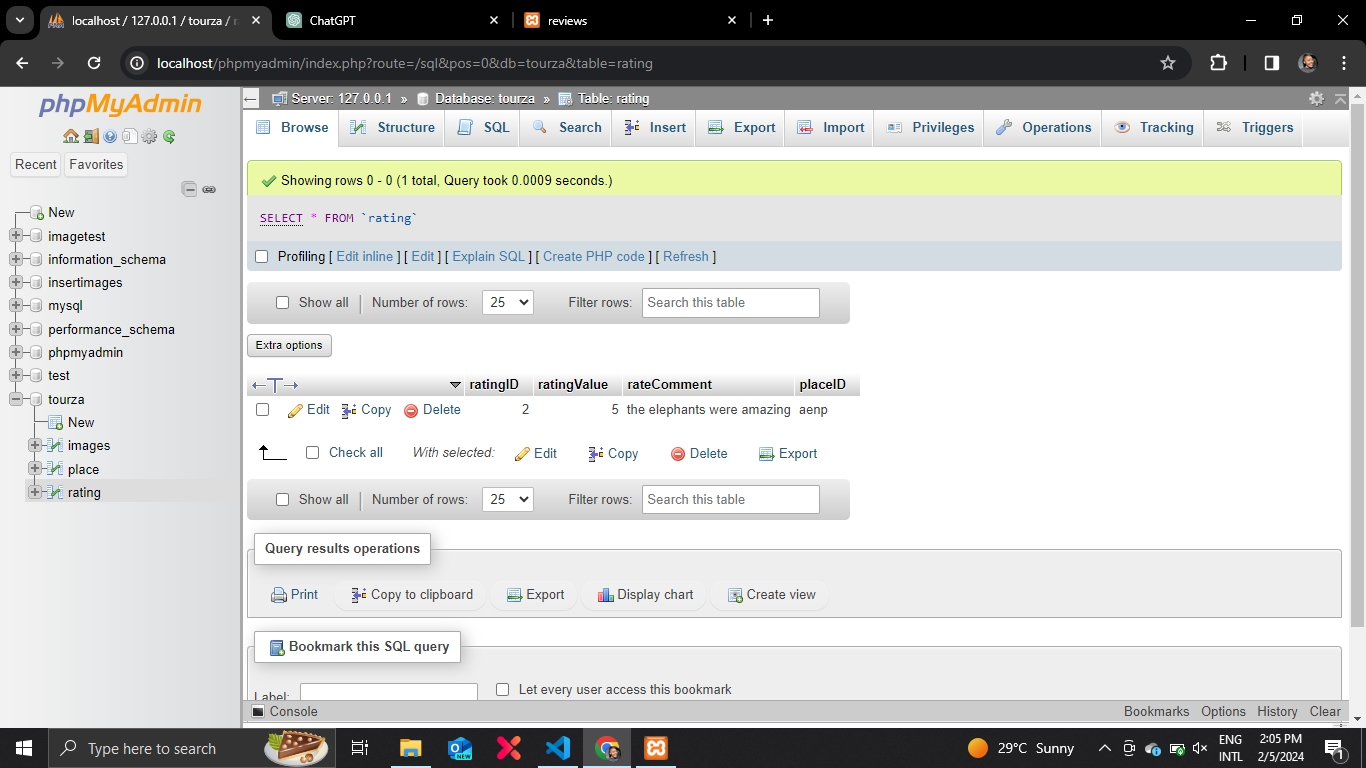 localhost / 127.0.0.1 / tourza / r
ChatGPT
reviews
localhost/phpmyadmin/index.php?route=/sql&pos=0&db=tourza&table=rating
phpMyAdmin
Recent Favorites
New
imagetest
information_schema
insertimages
mysql
performance_schema
phpmyadmin
test
tourza
New
images
place
rating
Server: 127.0.0.1 » Database: tourza » Table: rating
Browse Structure SQL Search Insert Export Import Privileges Operations Tracking Triggers
Showing rows 0 - 0 (1 total, Query took 0.0009 seconds.)
SELECT * FROM `rating`
Profiling [ Edit inline ] [ Edit ] [ Explain SQL ] [ Create PHP code ] [ Refresh ]
Show all | Number of rows: 25 Filter rows: Search this table
Extra options
←T→ ratingID ratingValue rateComment placeID
Edit Copy Delete 2 5 the elephants were amazing aenp
Check all With selected: Edit Copy Delete Export
Show all | Number of rows: 25 Filter rows: Search this table
Query results operations
Print Copy to clipboard Export Display chart Create view
Bookmark this SQL query
Label: Let every user access this bookmark
Console Bookmarks Options History Clear
Type here to search
NEW
29°C Sunny
ENG
INTL
2:05 PM
2/5/2024
1